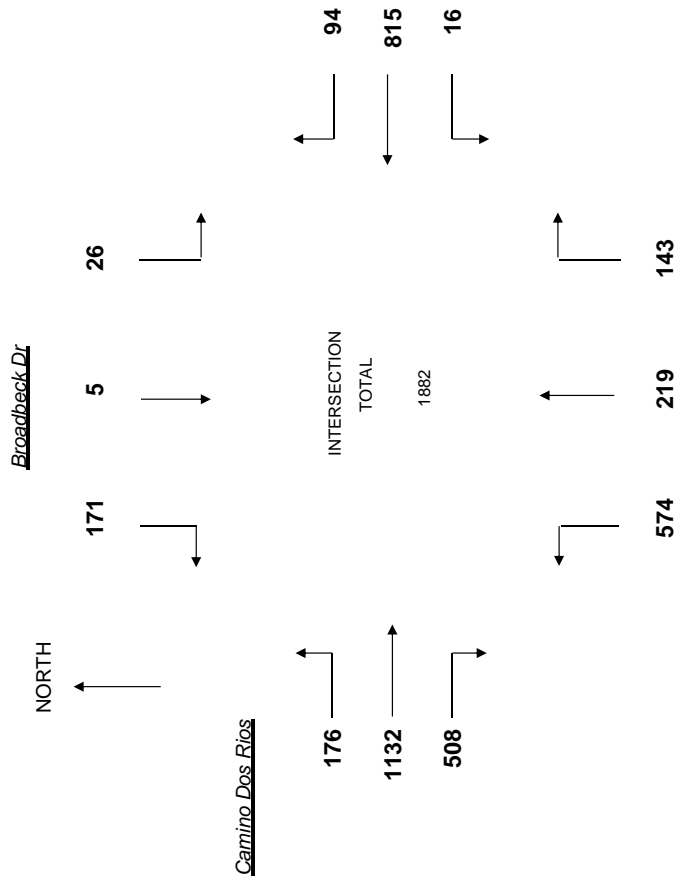 Broadbeck Dr
NORTH
171
5
26
Camino Dos Rios
176
1132
508
94
815
16
INTERSECTION
TOTAL
1882
574
219
143